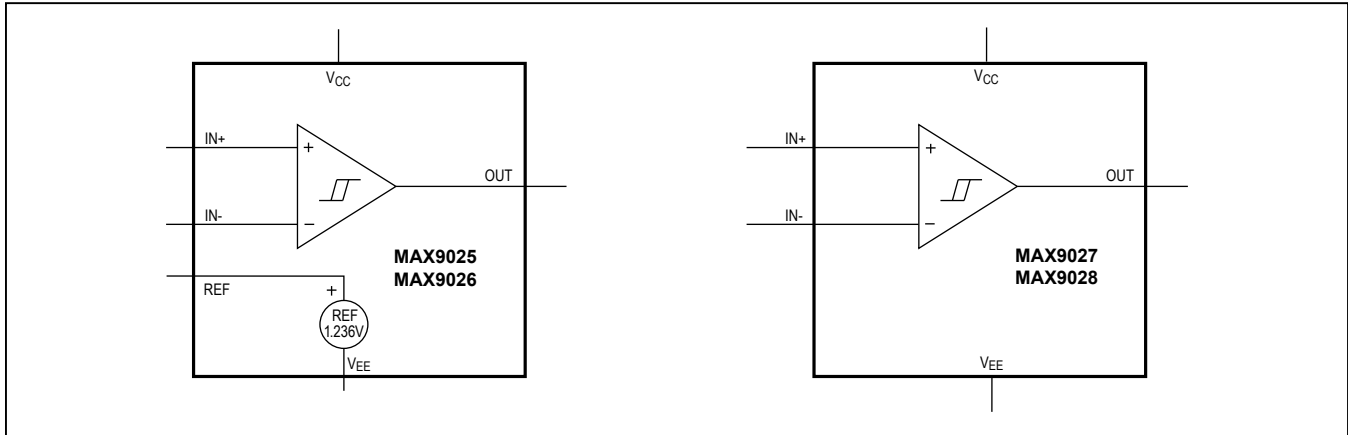 VCC
IN+
+
OUT
IN-
−
MAX9025
MAX9026
REF
+
REF
1.236V
VEE
VCC
IN+
+
OUT
IN-
−
MAX9027
MAX9028
VEE